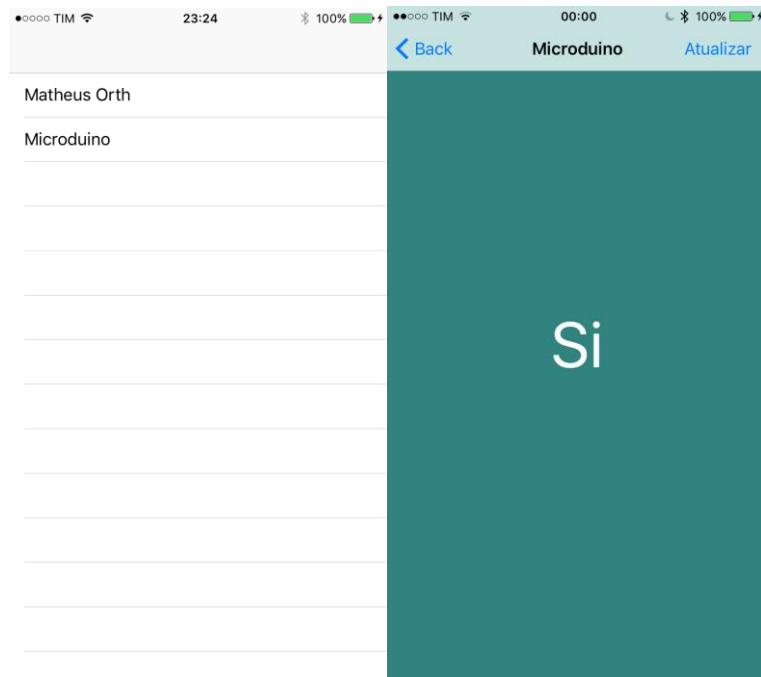 TIM 23:24 100%
Matheus Orth
Microduino
TIM 00:00 100%
Back Microduino Atualizar
Si